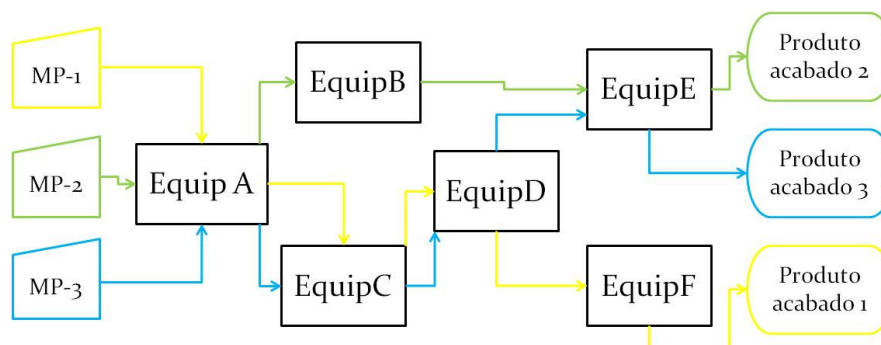 MP-1
MP-2
MP-3
Equip A
EquipB
EquipC
EquipD
EquipE
EquipF
Produto
acabado 2
Produto
acabado 3
Produto
acabado 1